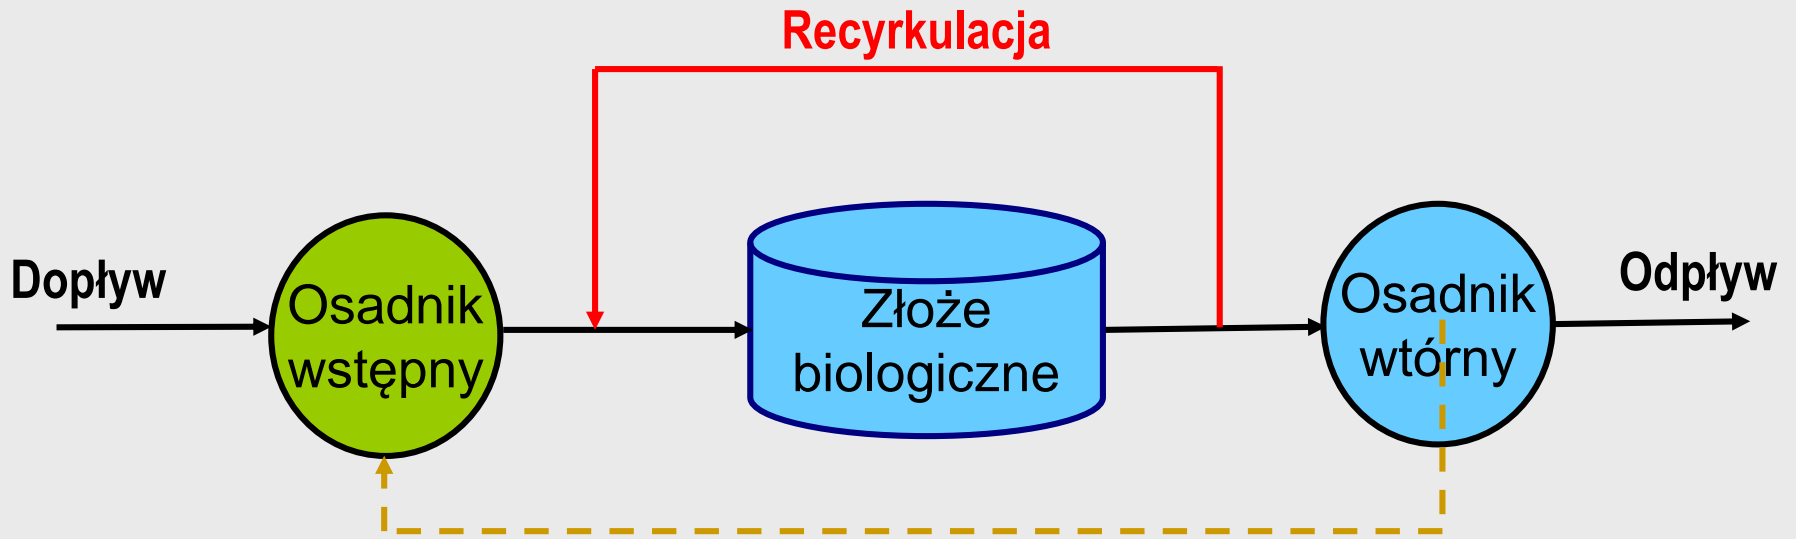 Recyrkulacja
Dopływ
Osadnik
wstępny
Złoże
biologiczne
Osadnik
wtórny
Odpływ